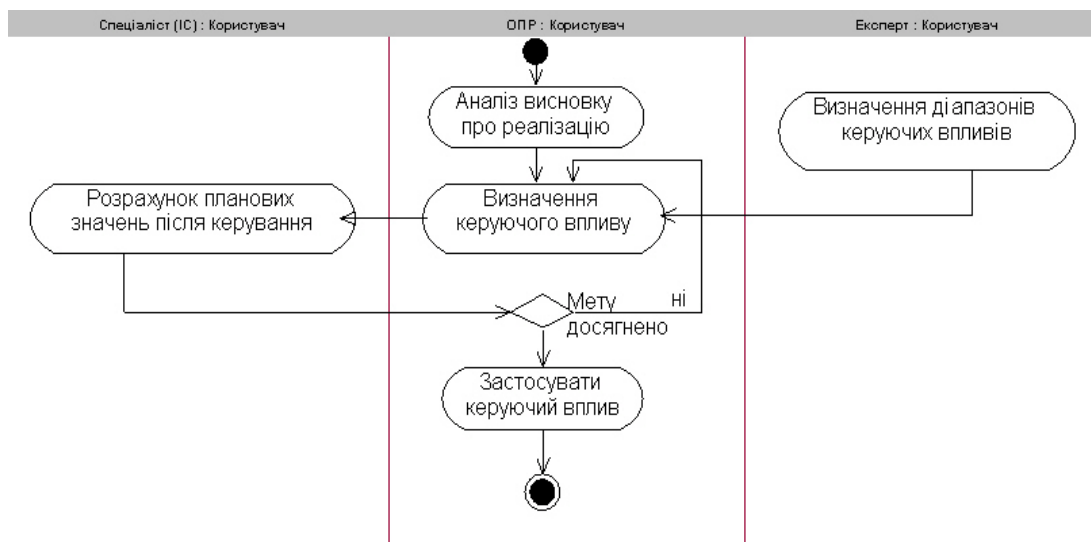 Спеціаліст (ІС) : Користувач
ОПР : Користувач
Експерт : Користувач
Аналіз висновку
про реалізацію
Визначення діапазонів
керуючих впливів
Розрахунок планових
значень після керування
Визначення
керуючого впливу
Мету
досягнено
ні
Застосувати
керуючий вплив